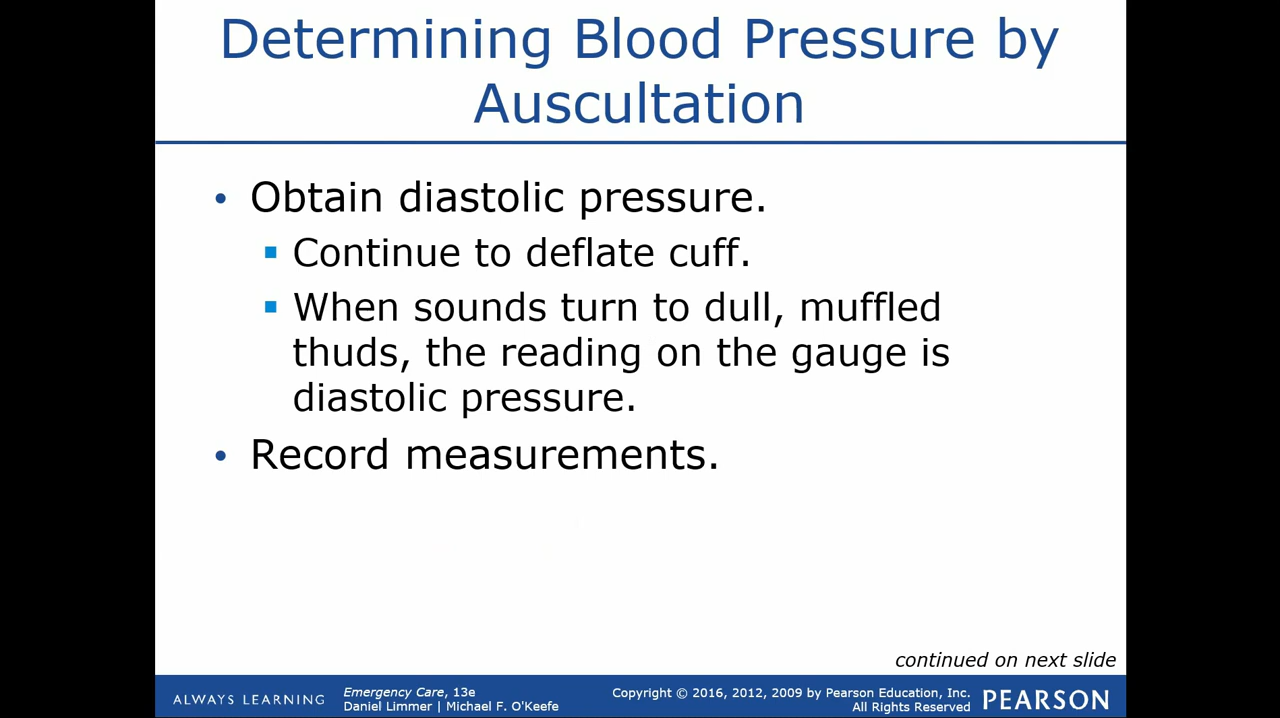 Determining Blood Pressure by
Auscultation
• Obtain diastolic pressure.
▪ Continue to deflate cuff.
▪ When sounds turn to dull, muffled
thuds, the reading on the gauge is
diastolic pressure.
• Record measurements.
continued on next slide
ALWAYS LEARNING
Emergency Care, 13e
Daniel Limmer | Michael F. O'Keefe
Copyright © 2016, 2012, 2009 by Pearson Education, Inc.
All Rights Reserved
PEARSON